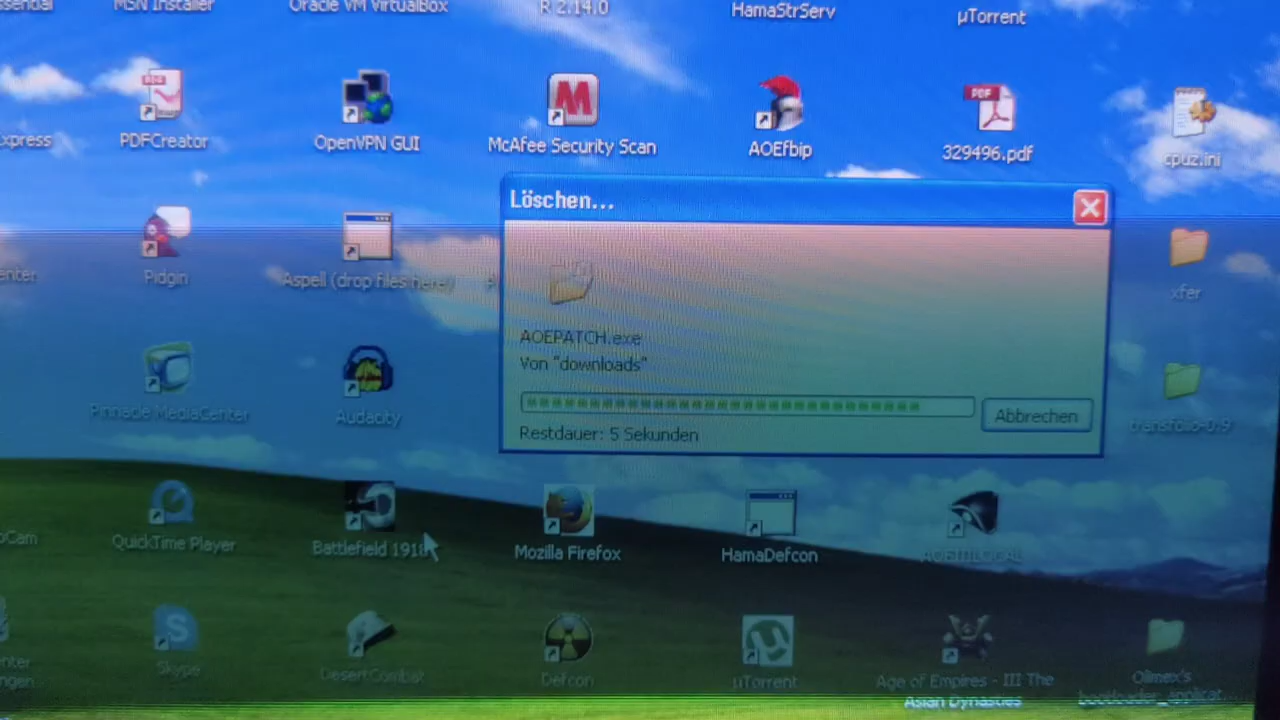 MSN Installer
Oracle VM VirtualBox
R 2.14.0
HamaStrServ
µTorrent
PDFCreator
OpenVPN GUI
McAfee Security Scan
AOEfbip
329496.pdf
cpuz.ini
Löschen...
Pidgin
Aspell (drop files here)
xfer
AOEPATCH.exe
Von "downloads"
Pinnacle MediaCenter
Audacity
Abbrechen
Restdauer: 5 Sekunden
QuickTime Player
Battlefield 1918
Mozilla Firefox
HamaDefcon
Skype
DesertCombat
Defcon
µTorrent
Age of Empires - III The
Asian Dynasties
Olimex's